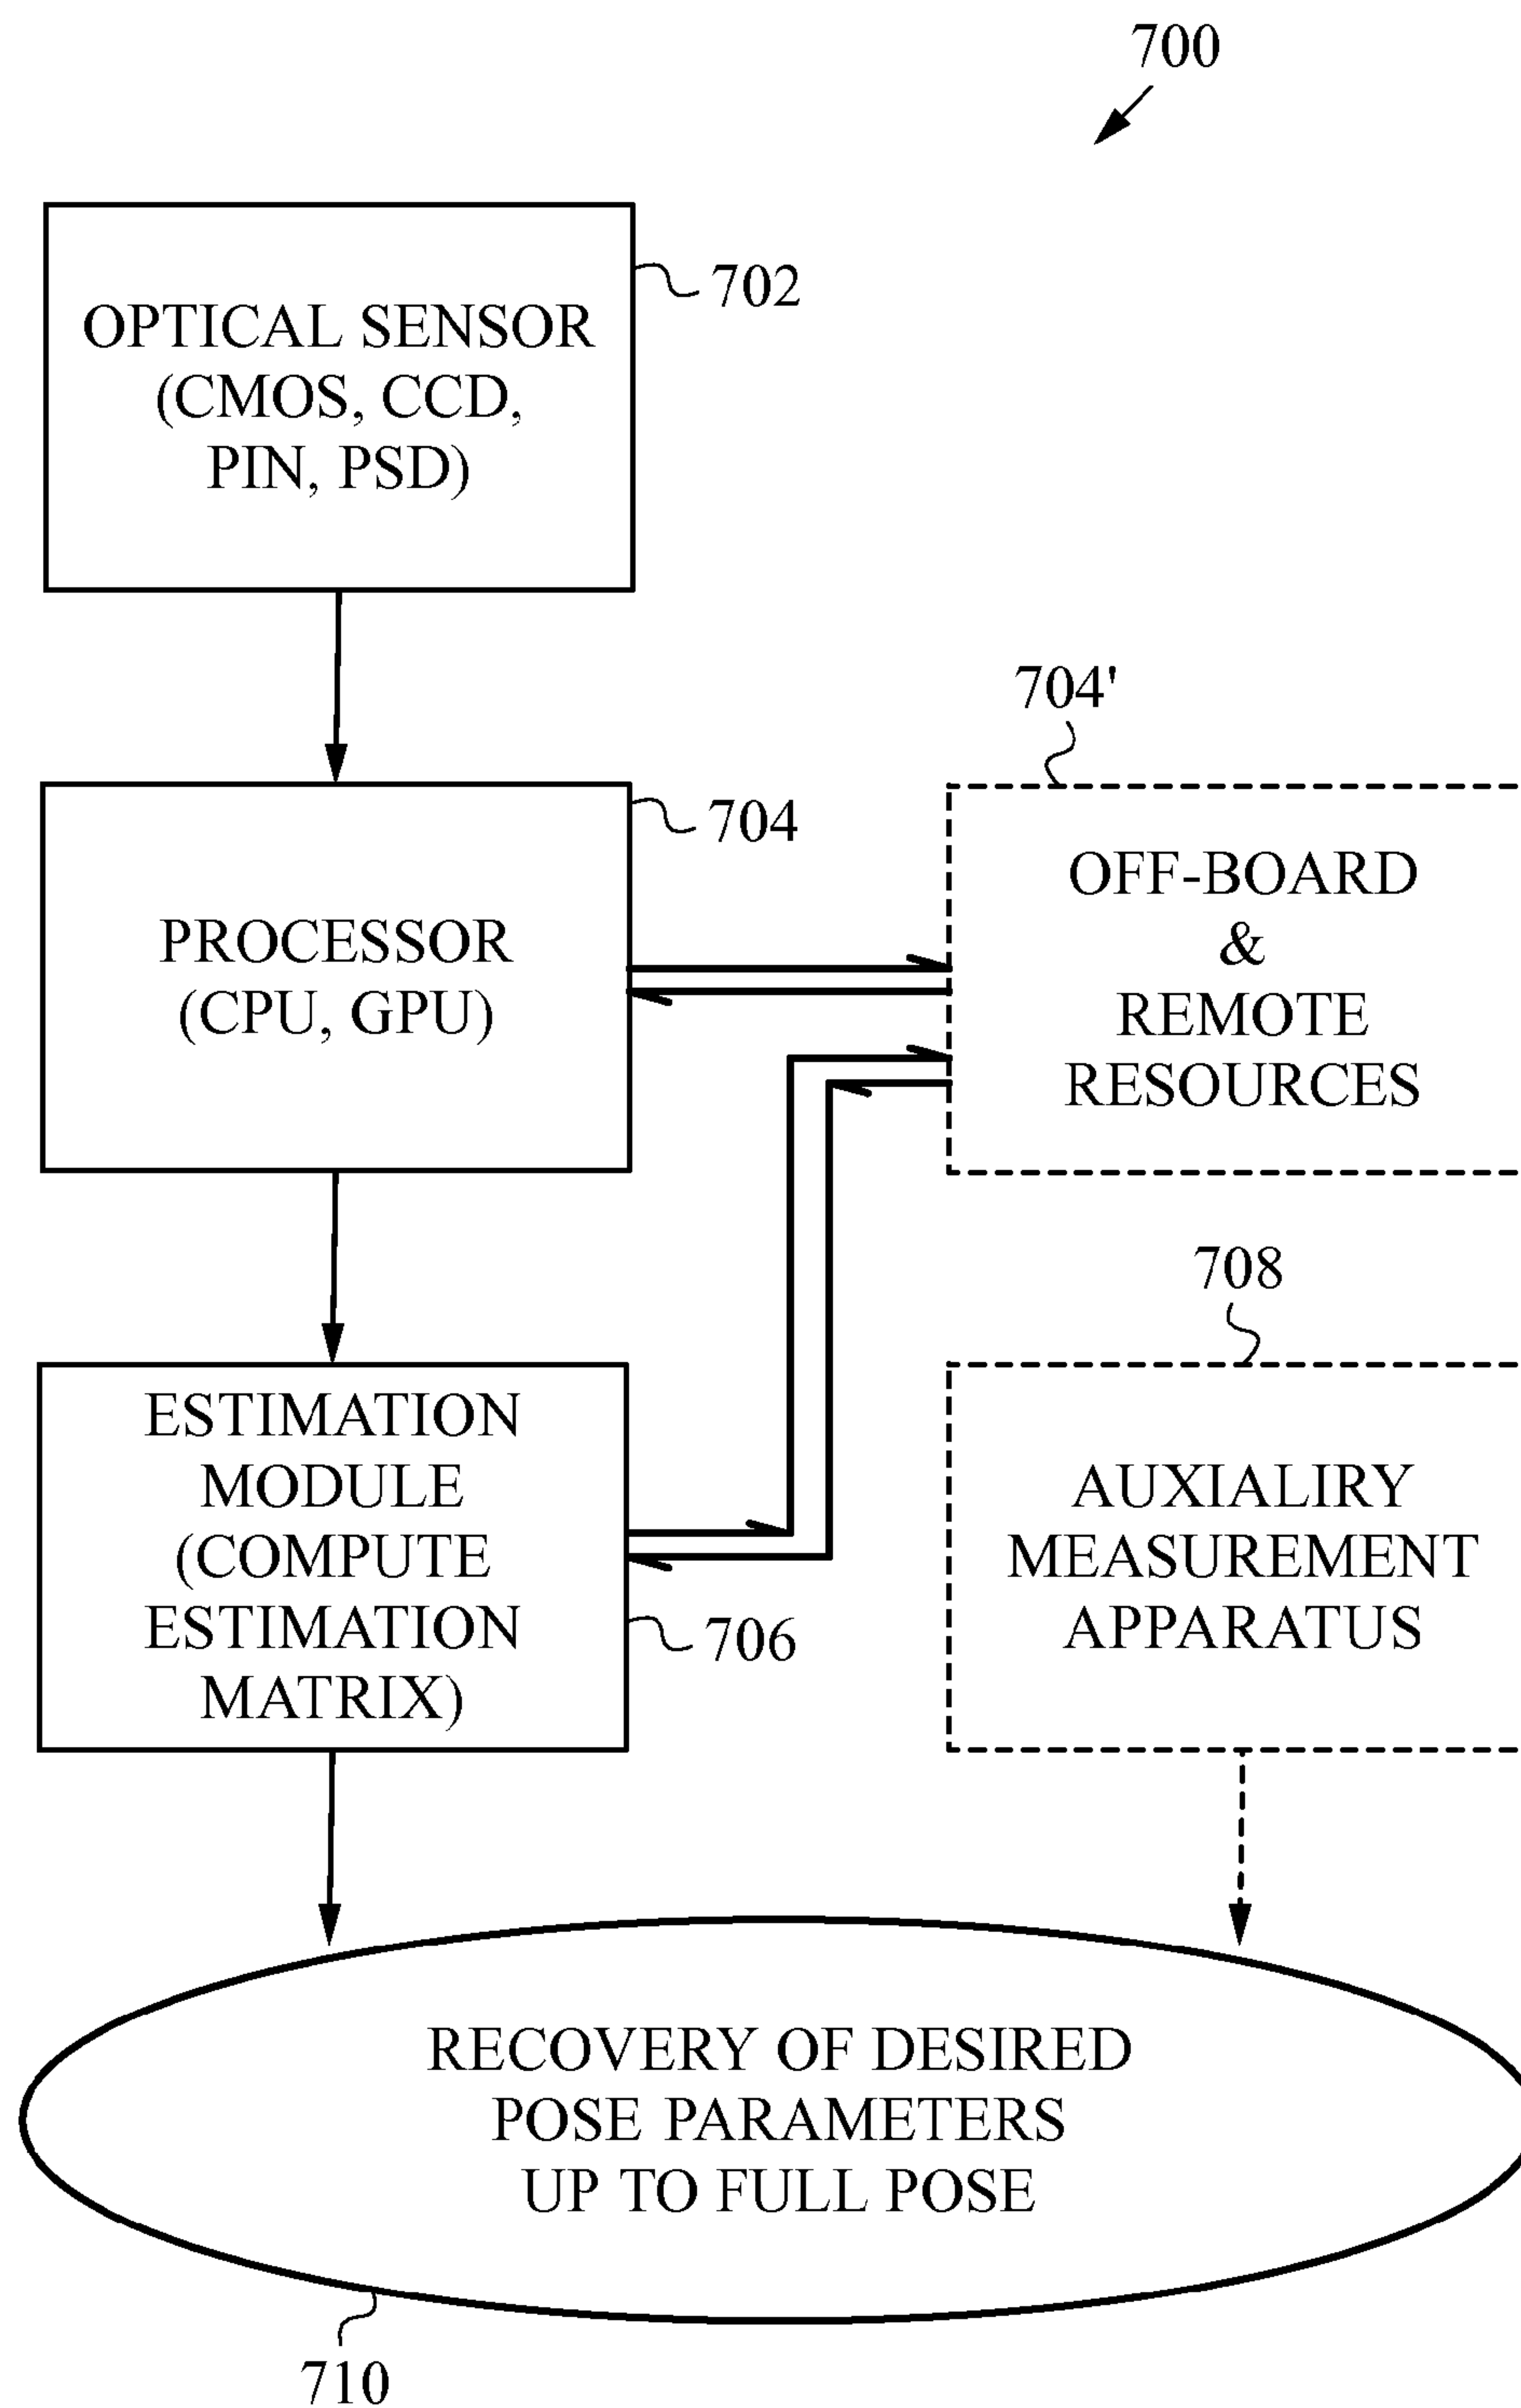 700
OPTICAL SENSOR
(CMOS, CCD,
PIN, PSD)
702
704'
PROCESSOR
(CPU, GPU)
704
OFF-BOARD
&
REMOTE
RESOURCES
708
ESTIMATION
MODULE
(COMPUTE
ESTIMATION
MATRIX)
706
AUXIALIRY
MEASUREMENT
APPARATUS
RECOVERY OF DESIRED
POSE PARAMETERS
UP TO FULL POSE
710